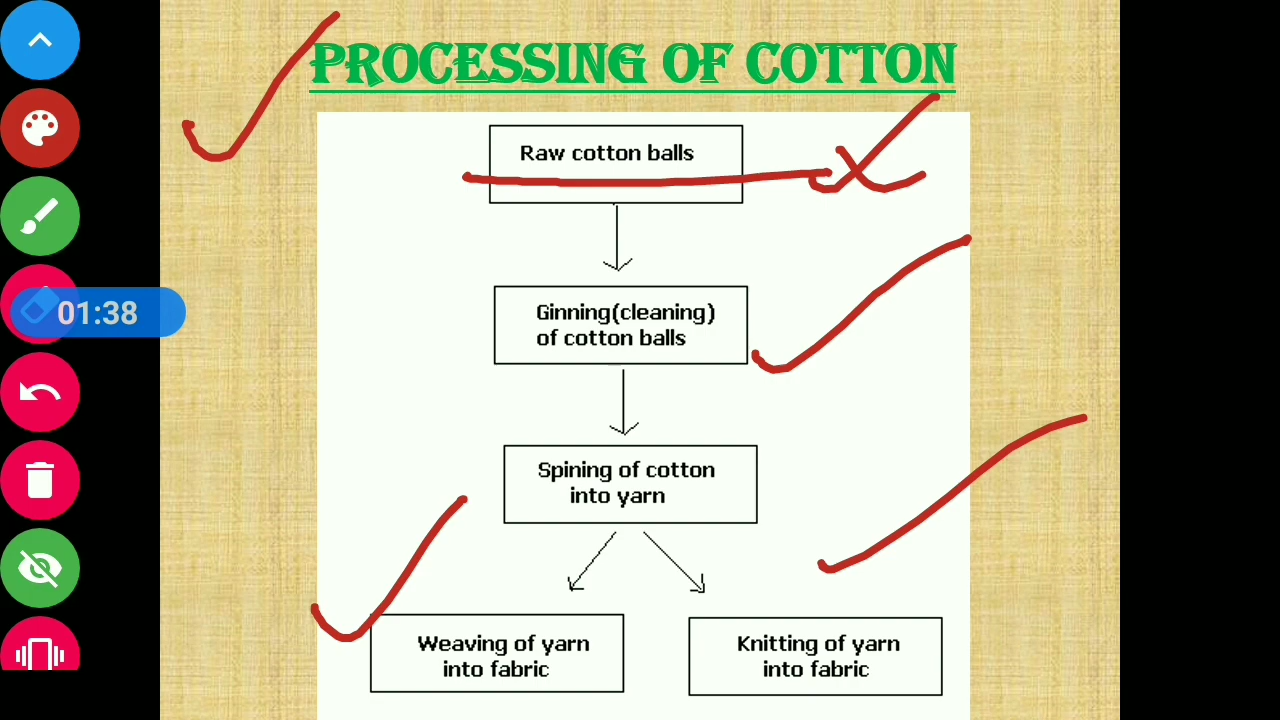 PROCESSING OF COTTON
Raw cotton balls
01:38
Ginning(cleaning)
of cotton balls
Spining of cotton
into yarn
Weaving of yarn
into fabric
Knitting of yarn
into fabric